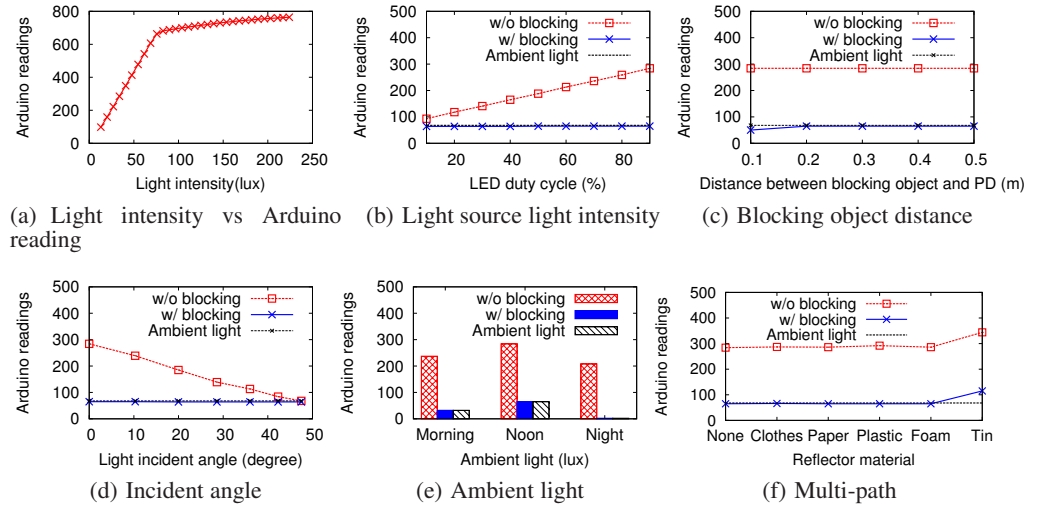 800
600
400
200
0
Arduino readings
0 50 100 150 200 250
Light intensity(lux)
(a) Light intensity vs Arduino
reading
500
400
300
200
100
0
Arduino readings
w/o blocking
w/ blocking
Ambient light
20 40 60 80
LED duty cycle (%)
(b) Light source light intensity
500
400
300
200
100
0
Arduino readings
w/o blocking
w/ blocking
Ambient light
0.1 0.2 0.3 0.4 0.5
Distance between blocking object and PD (m)
(c) Blocking object distance
500
400
300
200
100
0
Arduino readings
w/o blocking
w/ blocking
Ambient light
0 10 20 30 40 50
Light incident angle (degree)
(d) Incident angle
500
400
300
200
100
0
Arduino readings
w/o blocking
w/ blocking
Ambient light
Morning Noon Night
Ambient light (lux)
(e) Ambient light
500
400
300
200
100
0
Arduino readings
w/o blocking
w/ blocking
Ambient light
None Clothes Paper Plastic Foam Tin
Reflector material
(f) Multi-path